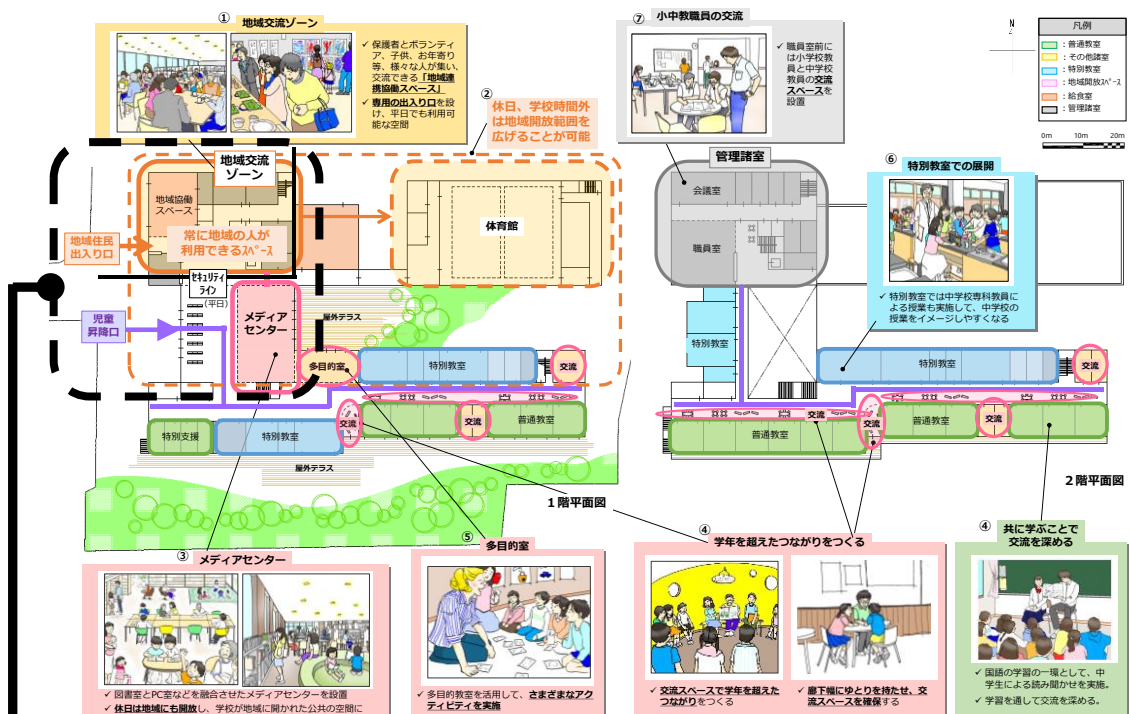 ① 地域交流ゾーン
✓ 保護者とボランティ
ア、子供、お年寄り
等、様々な人が集い、
交流できる「地域連
携協働スペース」
✓ 専用の出入り口を設
け、平日でも利用可
能な空間
②
休日、学校時間外
は地域開放範囲を
広げることが可能
⑦ 小中教職員の交流
✓ 職員室前に
は小学校教
員と中学校
教員の交流
スペースを
設置
N
凡例
：普通教室
：その他諸室
：特別教室
：地域開放スペース
：給食室
：管理諸室
0m 10m 20m
地域交流
ゾーン
地域協働
スペース
常に地域の人が
利用できるスペース
地域住民
出入り口
セキュリティ
ライン
(平日)
体育館
児童
昇降口
メディア
センター
屋外テラス
多目的室
特別教室
交流
特別支援
特別教室
交流
交流
普通教室
屋外テラス
1階平面図
管理諸室
会議室
職員室
特別教室
特別教室
交流
交流
普通教室
交流
普通教室
交流
普通教室
2階平面図
⑥ 特別教室での展開
✓ 特別教室では中学校専科教員に
よる授業も実施して、中学校の
授業をイメージしやすくなる
③ メディアセンター
✓ 図書室とPC室などを融合させたメディアセンターを設置
✓ 休日は地域にも開放し、学校が地域に開かれた公共の空間に
⑤ 多目的室
✓ 多目的教室を活用して、さまざまなアク
ティビティを実施
④ 学年を超えたつながりをつくる
✓ 交流スペースで学年を超えた
つながりをつくる
✓ 廊下幅にゆとりを持たせ、交
流スペースを確保する
④ 共に学ぶことで
交流を深める
✓ 国語の学習の一環として、中
学生による読み聞かせを実施。
✓ 学習を通して交流を深める。